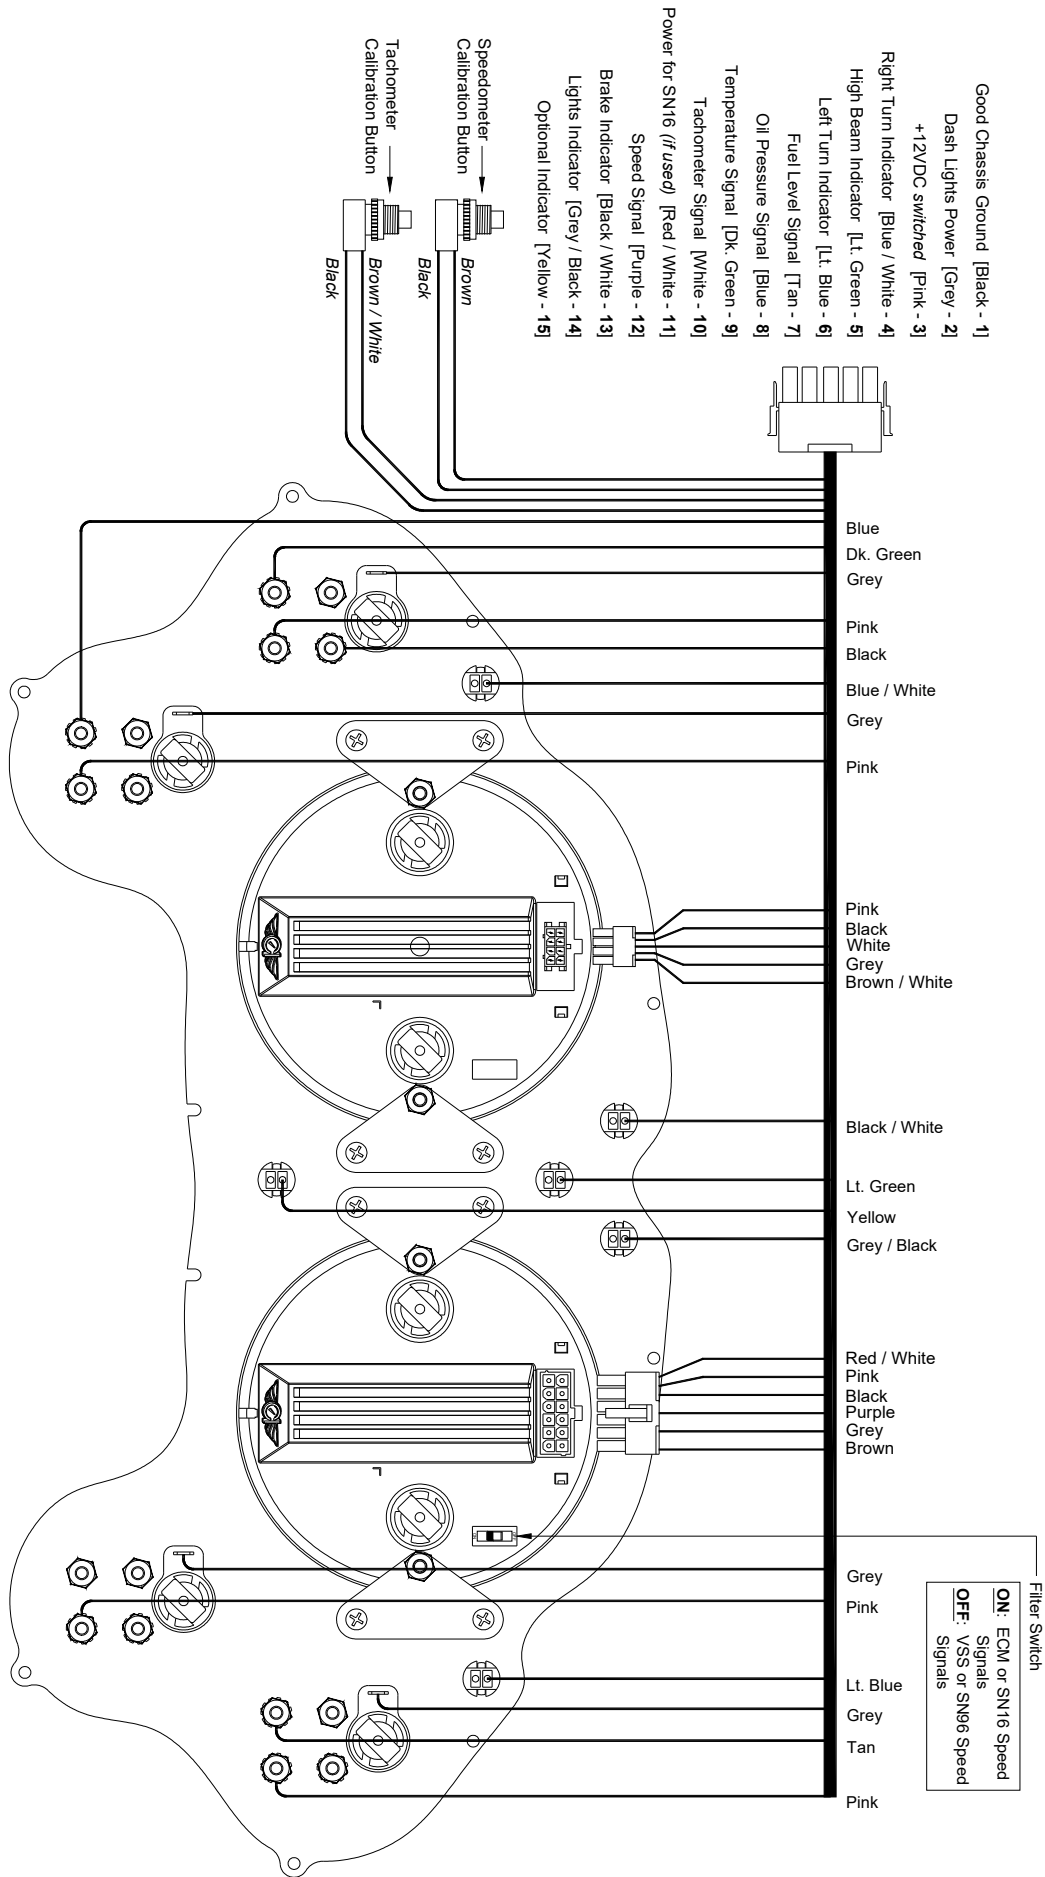 Good Chassis Ground [Black - 1]
Dash Lights Power [Grey - 2]
+12VDC switched [Pink - 3]
Right Turn Indicator [Blue / White - 4]
High Beam Indicator [Lt. Green - 5]
Left Turn Indicator [Lt. Blue - 6]
Fuel Level Signal [Tan - 7]
Oil Pressure Signal [Blue - 8]
Temperature Signal [Dk. Green - 9]
Tachometer Signal [White - 10]
Power for SN16 (if used) [Red / White - 11]
Speed Signal [Purple - 12]
Brake Indicator [Black / White - 13]
Lights Indicator [Grey / Black - 14]
Optional Indicator [Yellow - 15]
Speedometer
Calibration Button
Tachometer
Calibration Button
Brown
Black
Brown / White
Black
Blue
Dk. Green
Grey
Pink
Black
Blue / White
Grey
Pink
Pink
Black
White
Grey
Brown / White
Black / White
Lt. Green
Yellow
Grey / Black
Red / White
Pink
Black
Purple
Grey
Brown
Grey
Pink
Lt. Blue
Grey
Tan
Pink
Filter Switch
ON: ECM or SN16 Speed
Signals
OFF: VSS or SN96 Speed
Signals